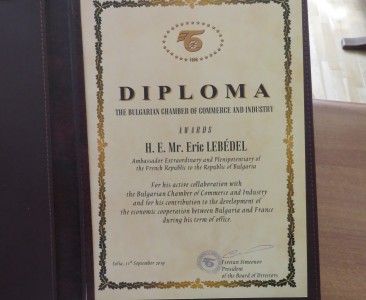 DIPLOMA
THE BULGARIAN CHAMBER OF COMMERCE AND INDUSTRY
AWARDS
H. E. Mr. Eric LEBÉDEL
Ambassador Extraordinary and Plenipotentiary of
the French Republic to the Republic of Bulgaria
For his active collaboration with
the Bulgarian Chamber of Commerce and Industry
and for his contribution to the development of
the economic cooperation between Bulgaria and France
during his term of office.
Sofia, September
Tsvetan Simeonov
President
of the Board of Directors